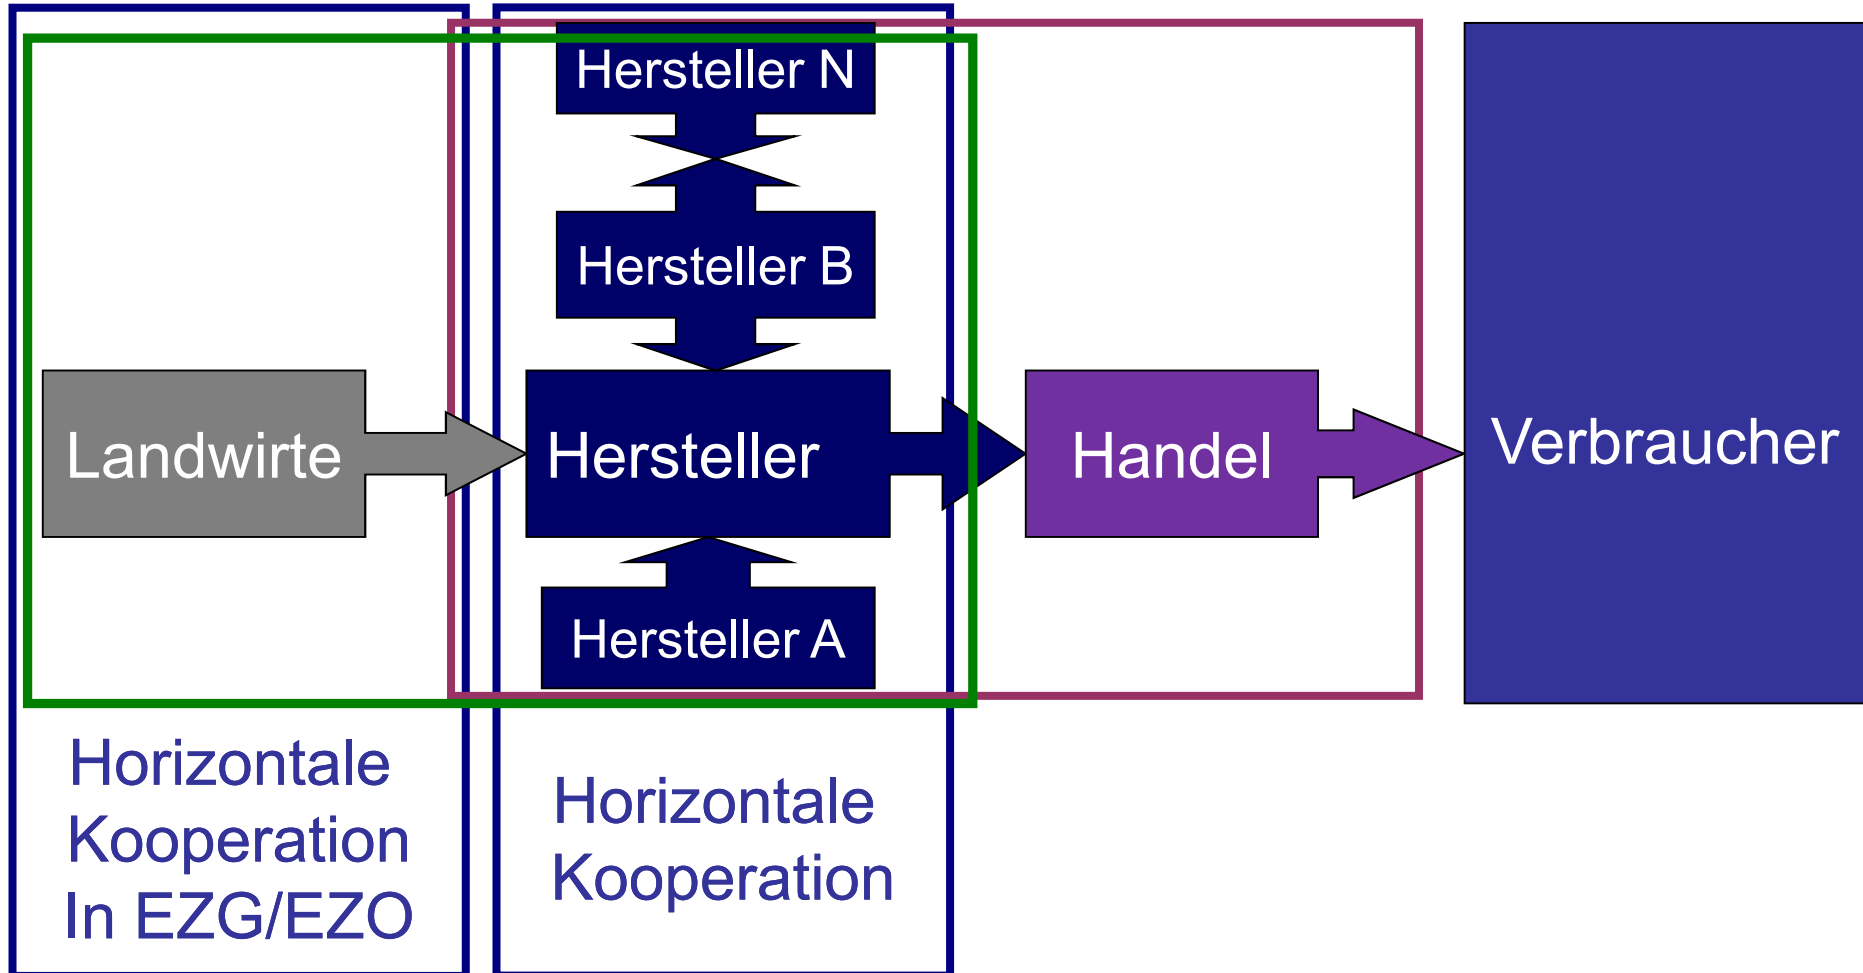 Hersteller N
Hersteller B
Landwirte
Hersteller
Handel
Verbraucher
Hersteller A
Horizontale
Kooperation
In EZG/EZO
Horizontale
Kooperation